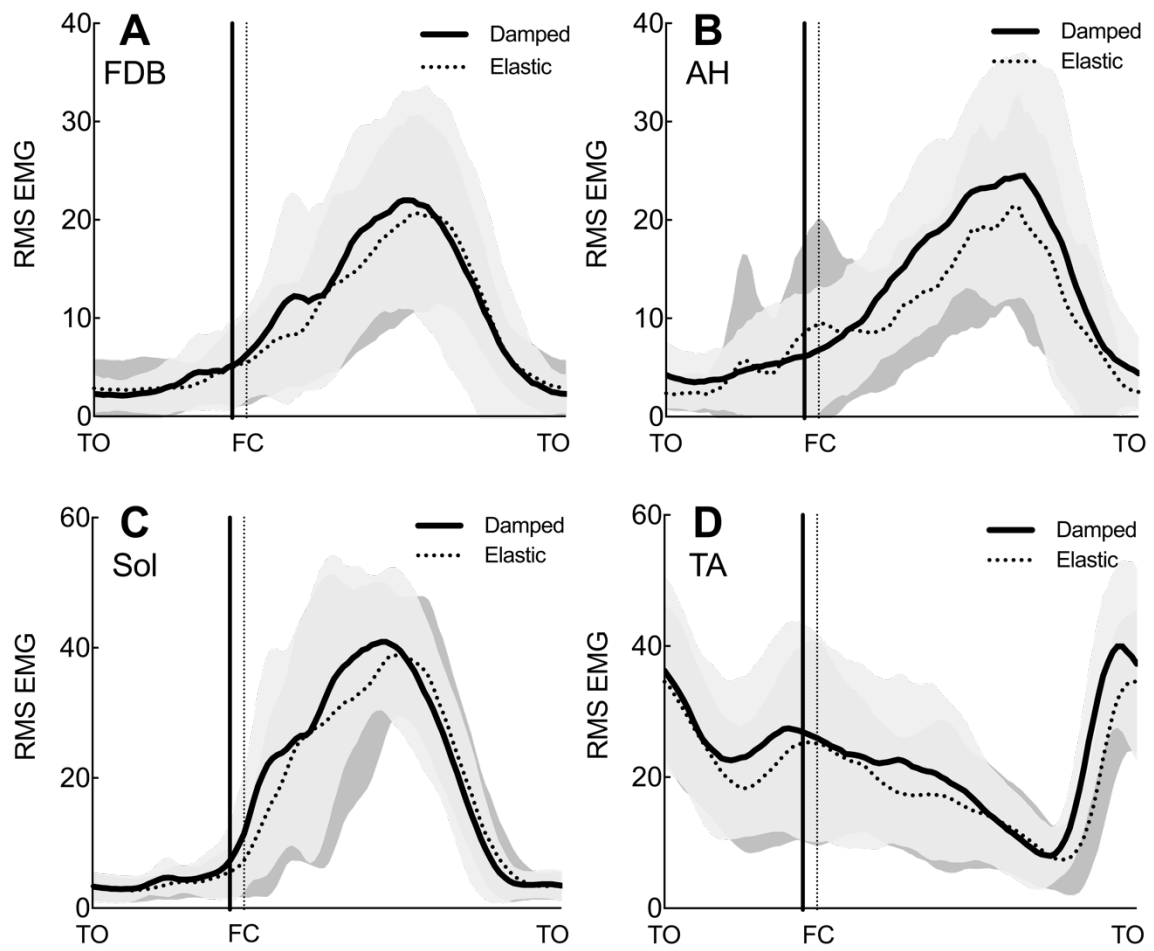 A
FDB
Damped
Elastic
RMS EMG
40
30
20
10
0
TO
FC
TO
B
AH
Damped
Elastic
RMS EMG
40
30
20
10
0
TO
FC
TO
C
Sol
Damped
Elastic
RMS EMG
60
40
20
0
TO
FC
TO
D
TA
Damped
Elastic
RMS EMG
60
40
20
0
TO
FC
TO